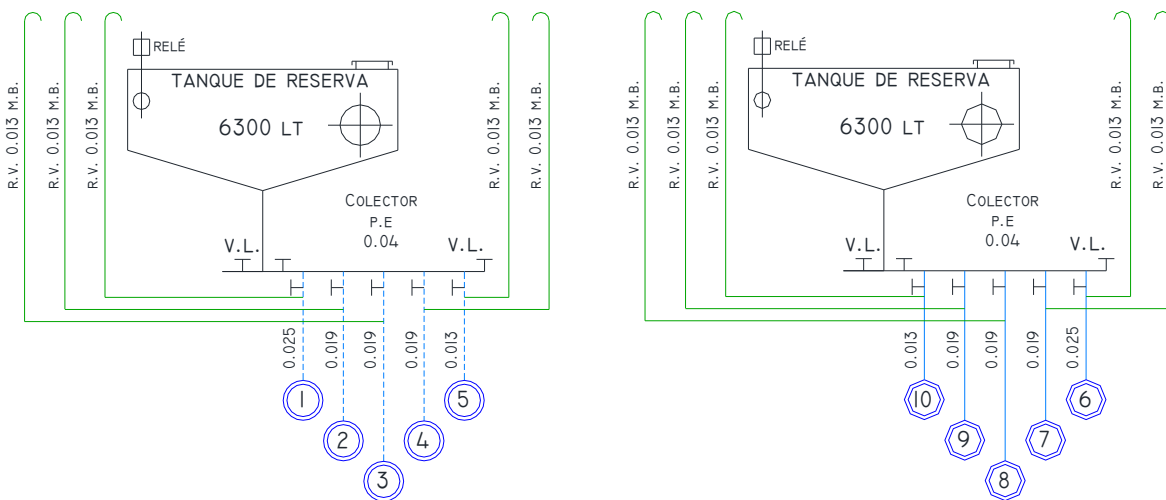 RELÉ
TANQUE DE RESERVA
6300 LT
R.V. 0.013 M.B.
R.V. 0.013 M.B.
R.V. 0.013 M.B.
R.V. 0.013 M.B.
R.V. 0.013 M.B.
COLECTOR
P.E
0.04
V.L.
V.L.
0.025
0.019
0.019
0.019
0.013
1
2
3
4
5
RELÉ
TANQUE DE RESERVA
6300 LT
R.V. 0.013 M.B.
R.V. 0.013 M.B.
R.V. 0.013 M.B.
R.V. 0.013 M.B.
R.V. 0.013 M.B.
COLECTOR
P.E
0.04
V.L.
V.L.
0.013
0.019
0.019
0.019
0.025
10
9
8
7
6